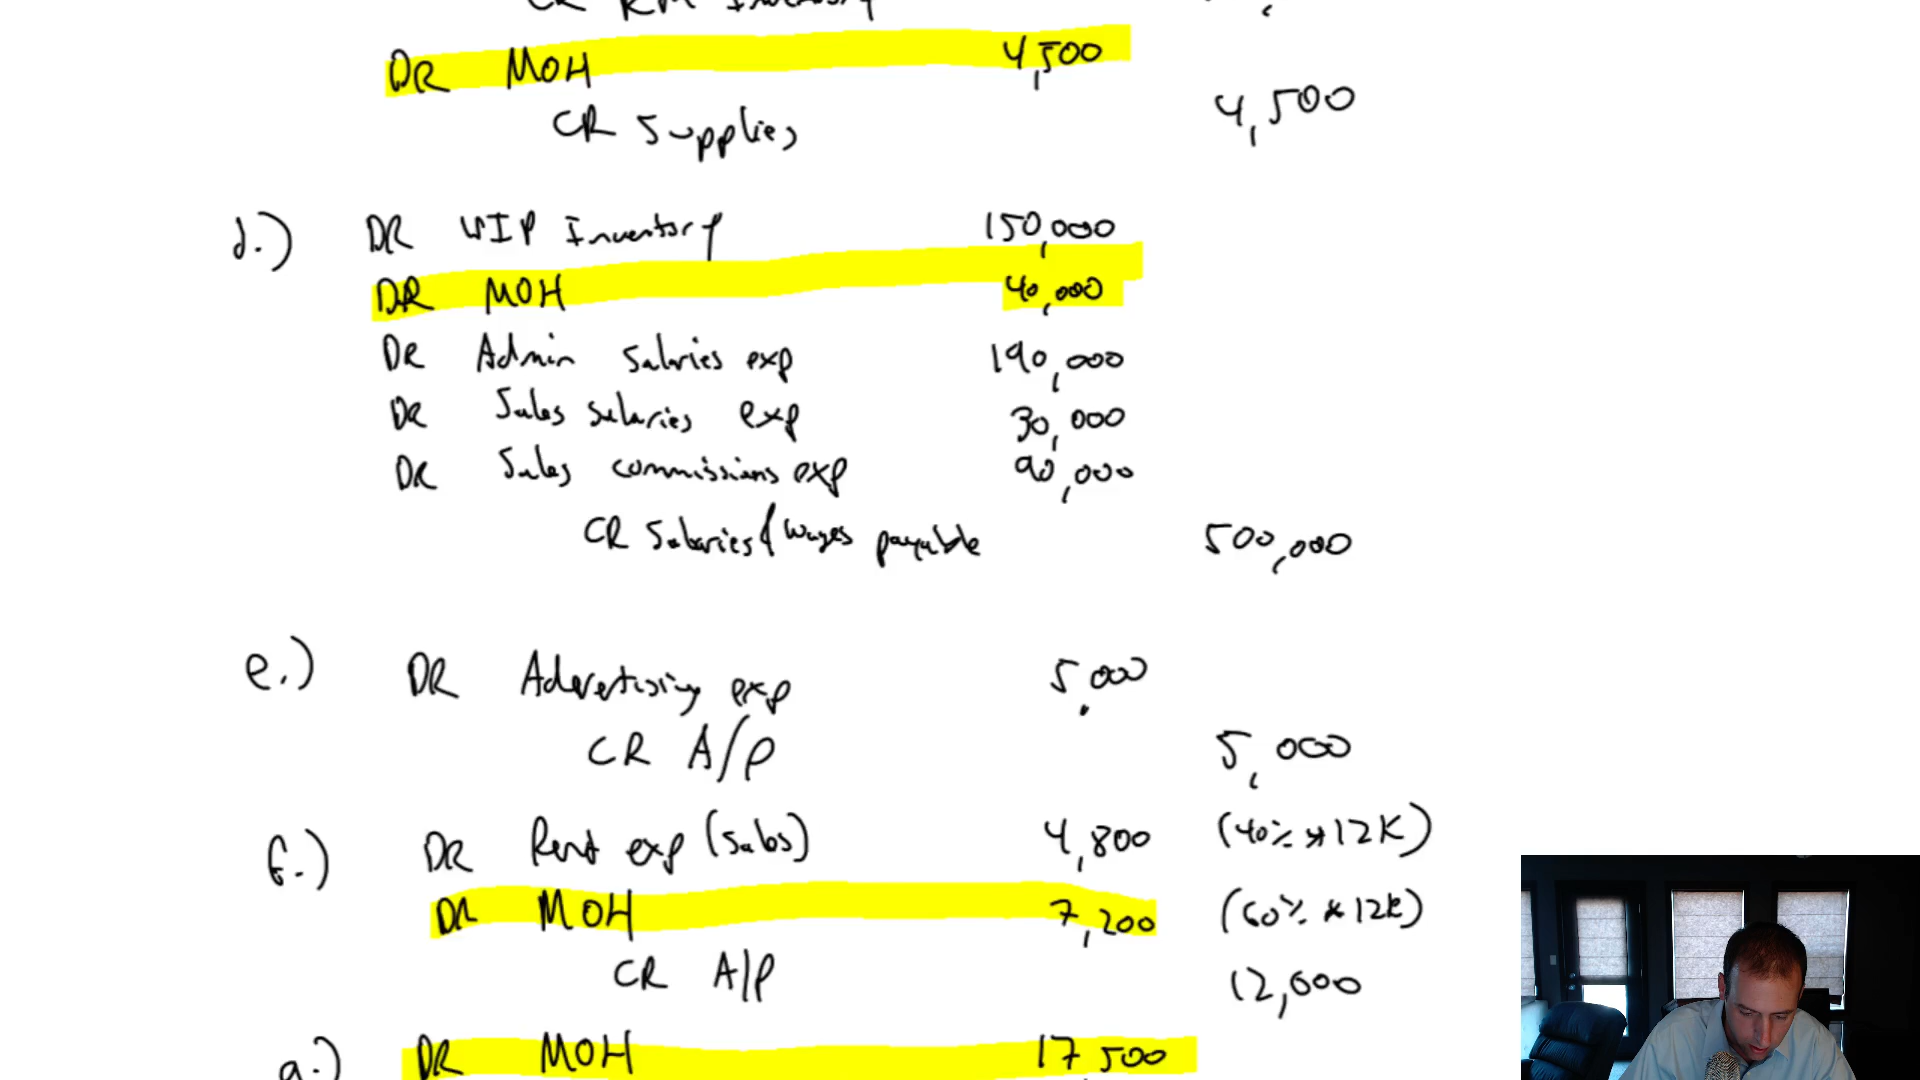 CR RM Inventory
DR MOH 4,500
CR Supplies 4,500
d.) DR WIP Inventory 150,000
DR MOH 40,000
DR Admin salaries exp 190,000
DR Sales salaries exp 30,000
DR Sales commissions exp 90,000
CR Salaries & wages payable 500,000
e.) DR Advertising exp 5,000
CR A/P 5,000
f.) DR Rent exp (sales) 4,800 (40% * 12K)
DR MOH 7,200 (60% * 12K)
CR A/P 12,000
g.) DR MOH 17,500